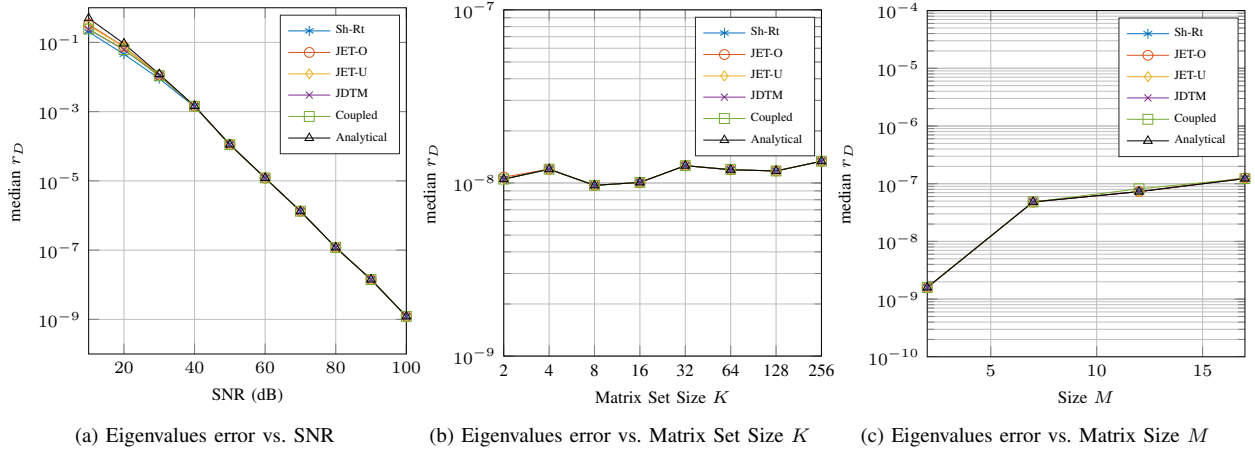 10^{-1}
10^{-3}
10^{-5}
10^{-7}
10^{-9}
median r_D
20 40 60 80 100
SNR (dB)
Sh-Rt
JET-O
JET-U
JDTM
Coupled
Analytical
(a) Eigenvalues error vs. SNR
10^{-7}
10^{-8}
10^{-9}
median r_D
2 4 8 16 32 64 128 256
Matrix Set Size K
Sh-Rt
JET-O
JET-U
JDTM
Coupled
Analytical
(b) Eigenvalues error vs. Matrix Set Size K
10^{-4}
10^{-5}
10^{-6}
10^{-7}
10^{-8}
10^{-9}
10^{-10}
median r_D
5 10 15
Size M
Sh-Rt
JET-O
JET-U
JDTM
Coupled
Analytical
(c) Eigenvalues error vs. Matrix Size M